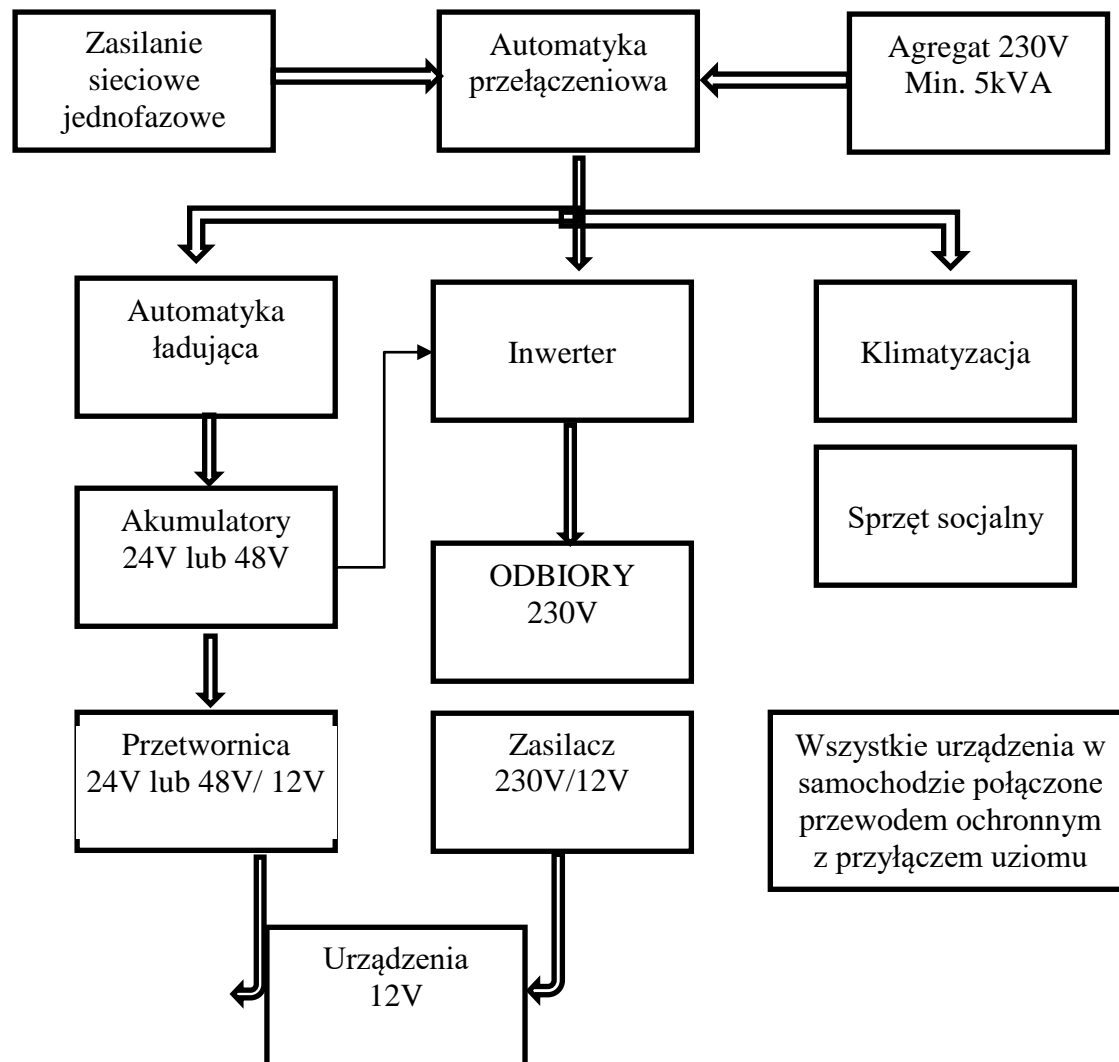 Zasilanie
sieciowe
jednofazowe
Automatyka
przełączeniowa
Agregat 230V
Min. 5kVA
Automatyka
ładująca
Inwerter
Klimatyzacja
Akumulatory
24V lub 48V
Sprzęt socjalny
ODBIORY
230V
Przetwornica
24V lub 48V/ 12V
Zasilacz
230V/12V
Wszystkie urządzenia w
samochodzie połączone
przewodem ochronnym
z przyłączem uziomu
Urządzenia
12V